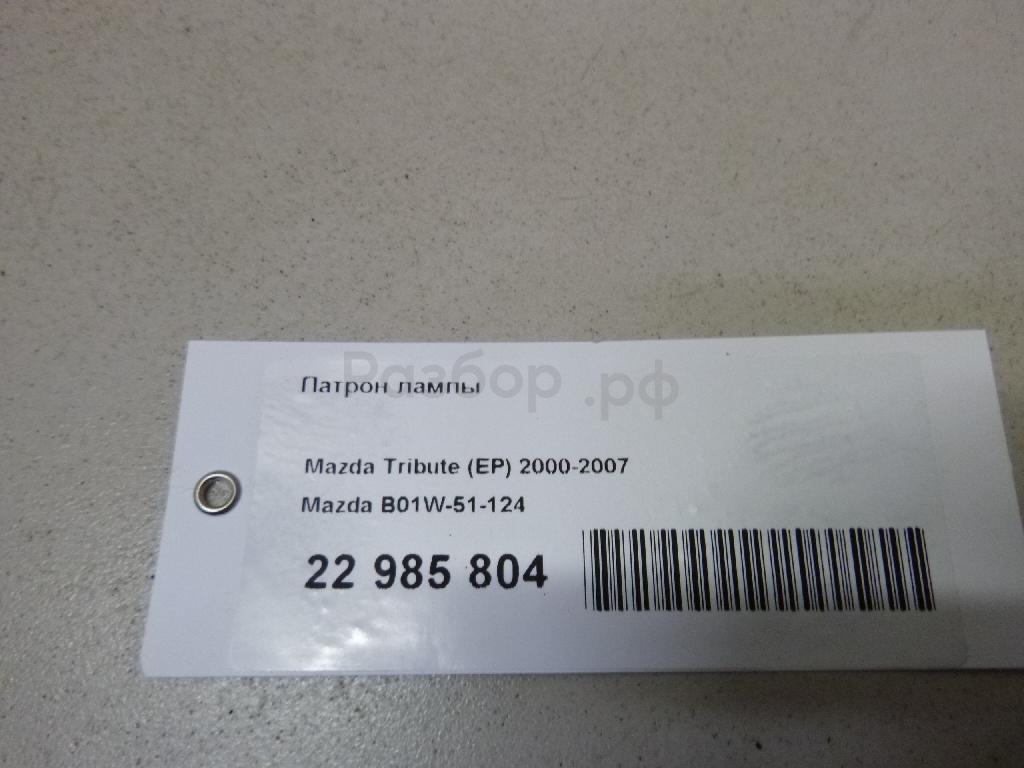 Разбор.рф
Патрон лампы
Mazda Tribute (EP) 2000-2007
Mazda B01W-51-124
22 985 804